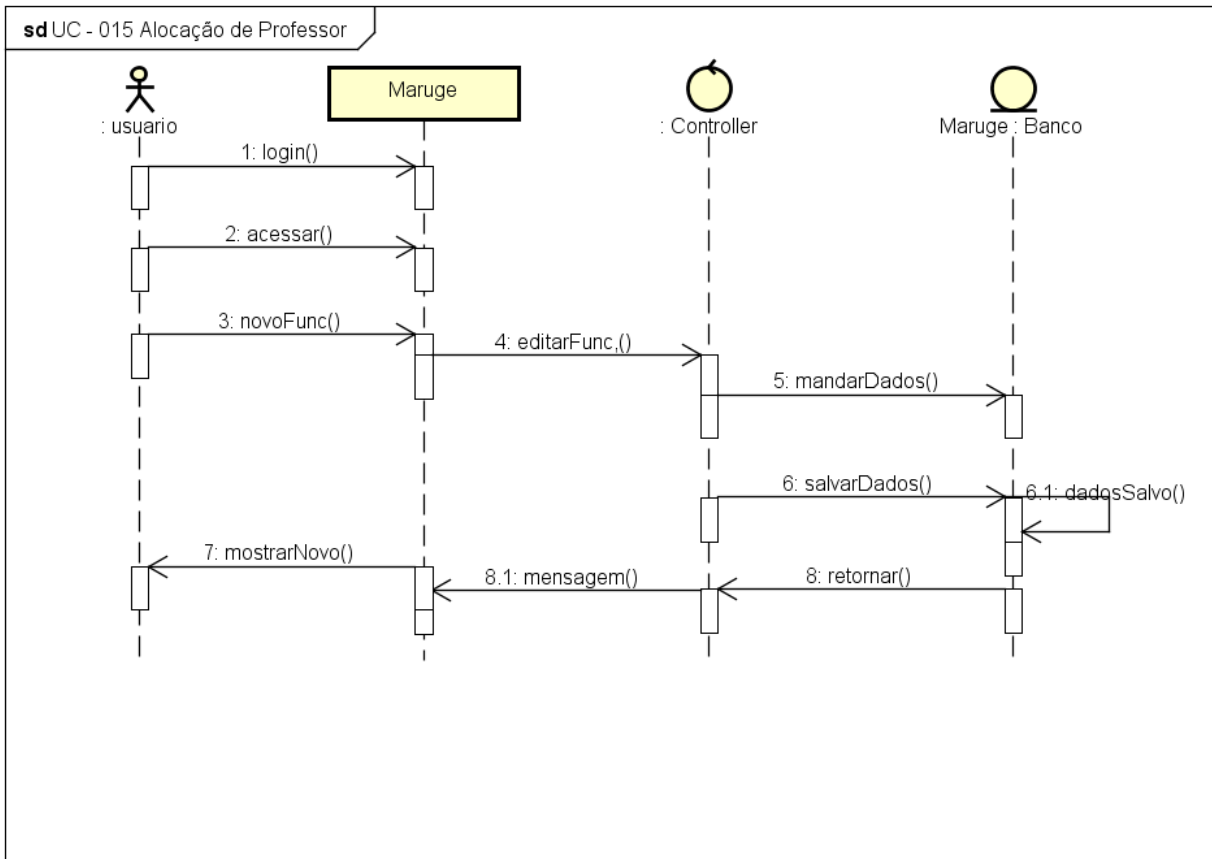 sd UC - 015 Alocação de Professor
Maruge
: usuario
: Controller
Maruge : Banco
1: login()
2: acessar()
3: novoFunc()
4: editarFunc,()
5: mandarDados()
6: salvarDados()
6.1: dadosSalvo()
7: mostrarNovo()
8.1: mensagem()
8: retornar()